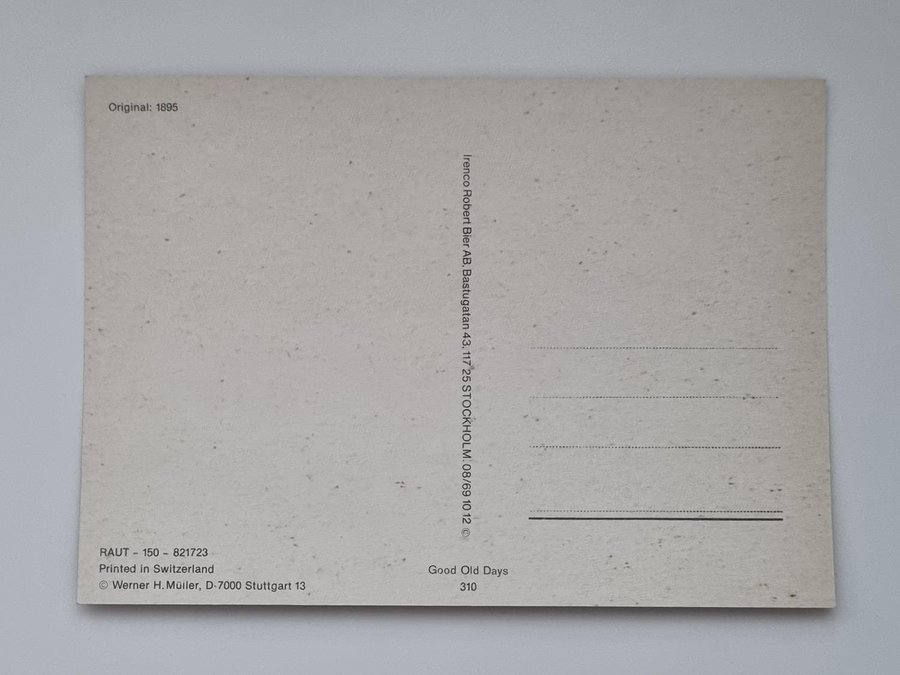 Original: 1895
Irenco Robert Bier AB, Bastugatan 43, 117 25 STOCKHOLM. 08/69 10 12 ©
RAUT - 150 - 821723
Printed in Switzerland
© Werner H. Müller, D-7000 Stuttgart 13
Good Old Days
310